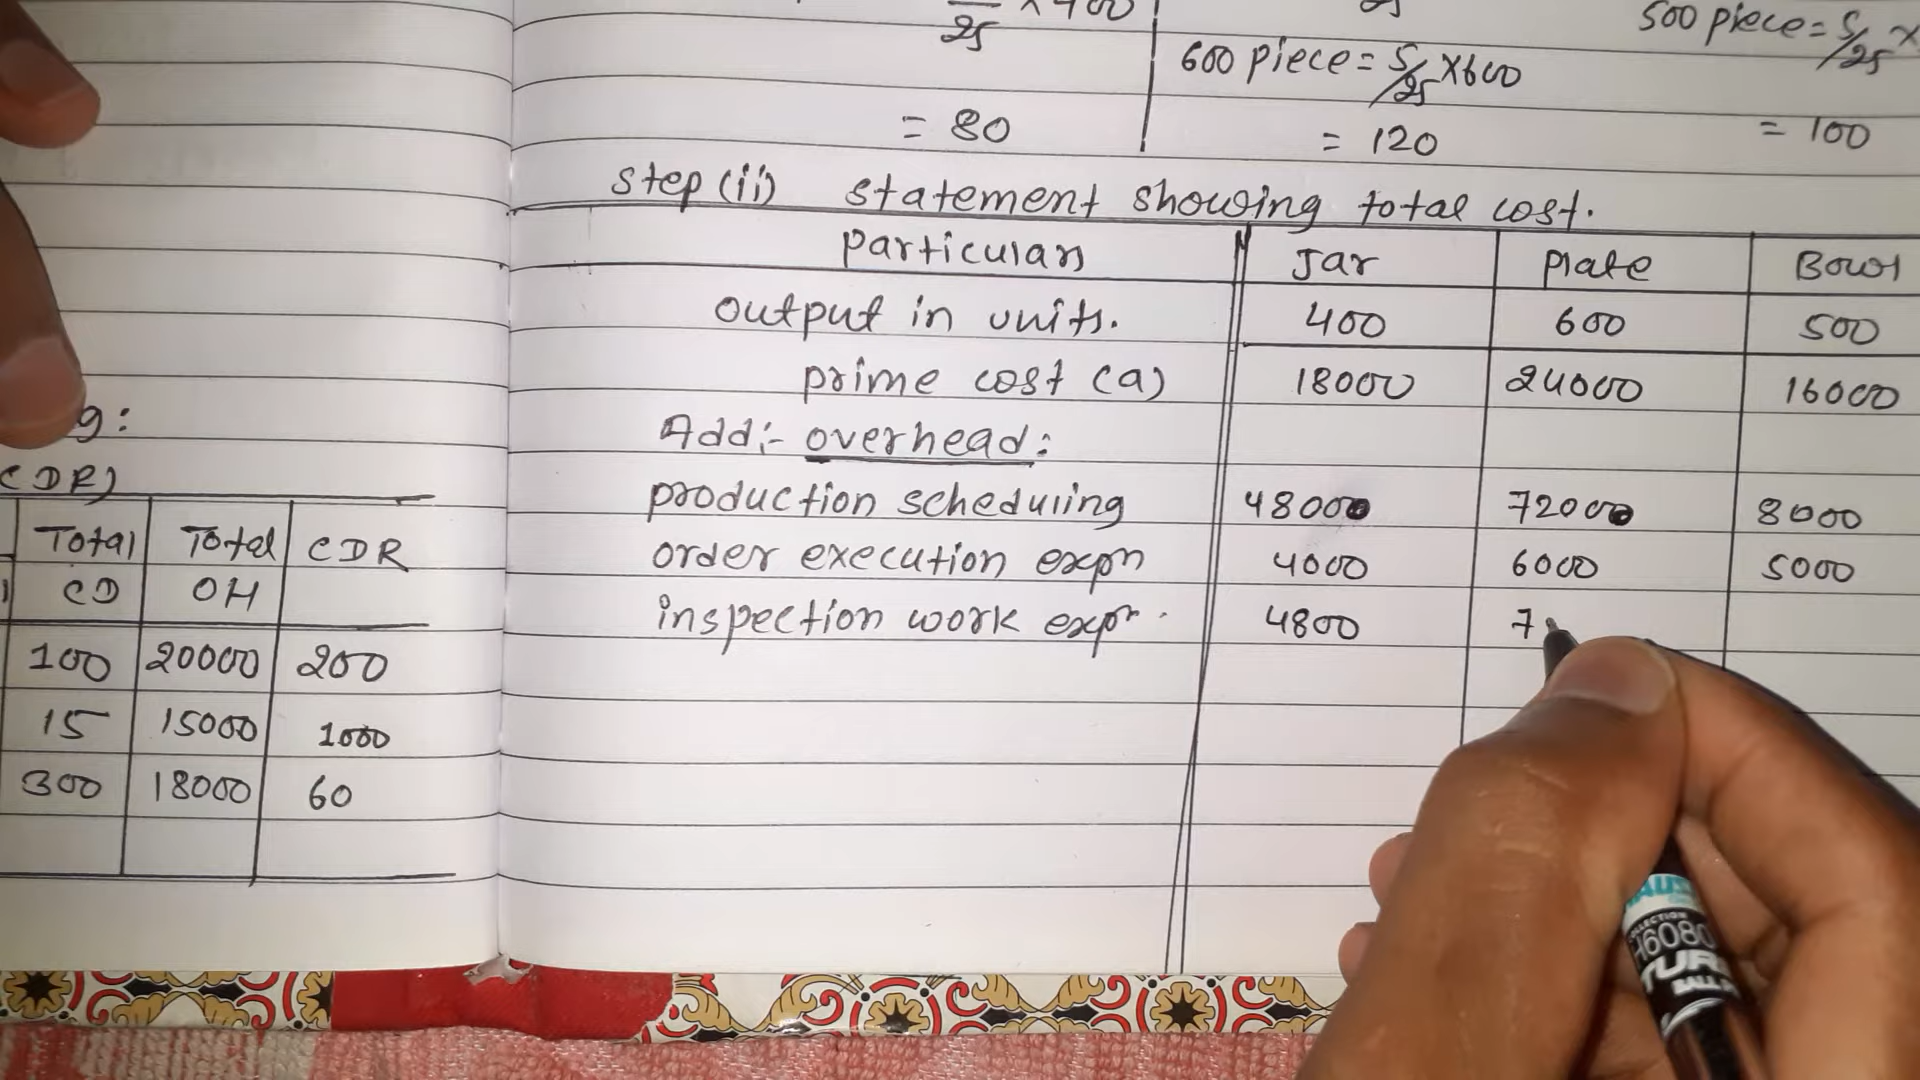 25 × 400
500 piece = 5/25 ×
600 piece = 5/25 × 600
= 80
= 120
= 100
step (ii) statement showing total cost.
particulars Jar Plate Bowl
output in units. 400 600 500
prime cost (a) 18000 24000 16000
Add:- overhead:
production scheduling 48000 72000 8000
order execution expn 4000 6000 5000
inspection work expn. 4800 7
g:
CDR)
Total Total CDR
CD OH
100 20000 200
15 15000 1000
300 18000 60